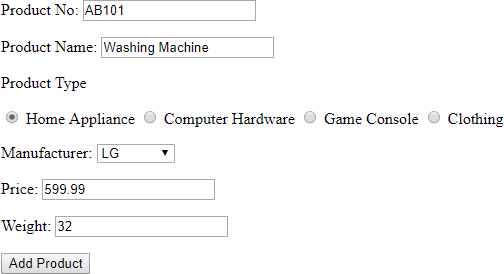 Product No: AB101
Product Name: Washing Machine
Product Type
Home Appliance Computer Hardware Game Console Clothing
Manufacturer: LG
Price: 599.99
Weight: 32
Add Product